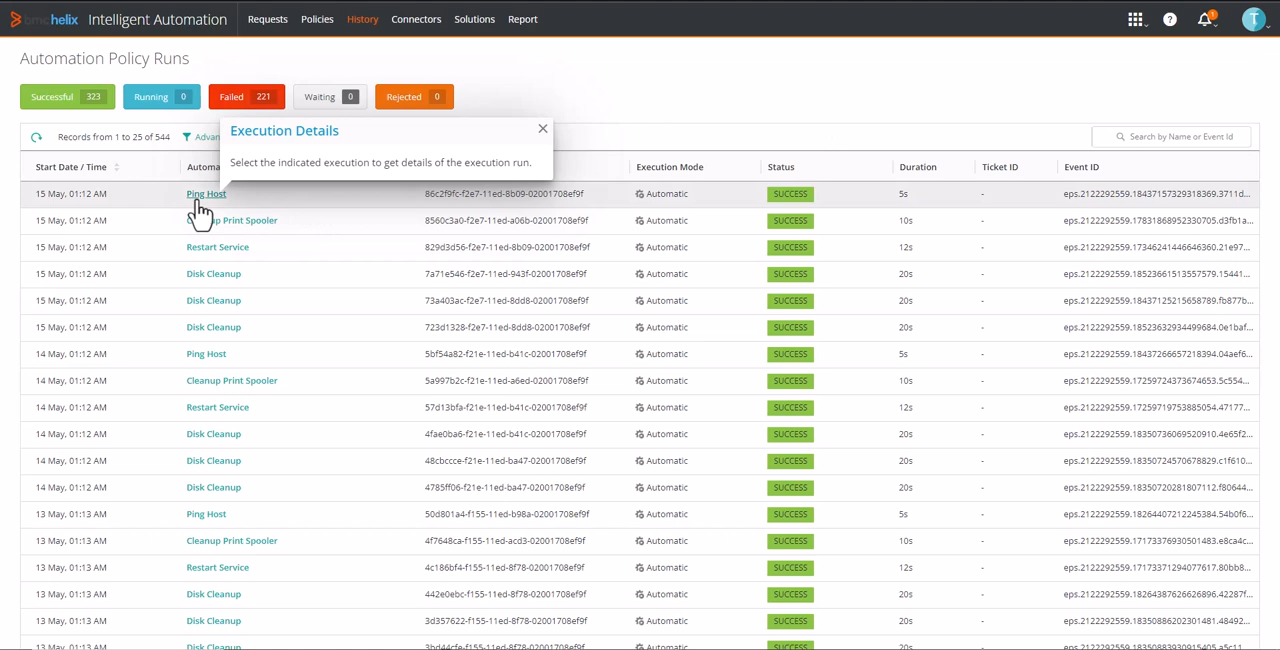 bmc helix Intelligent Automation Requests Policies History Connectors Solutions Report ? 1 T
Automation Policy Runs
Successful 323 Running 0 Failed 221 Waiting 0 Rejected 0
Execution Details
Records from 1 to 25 of 544 Advan Search by Name or Event Id
Select the indicated execution to get details of the execution run.
Start Date / Time Automa Execution Mode Status Duration Ticket ID Event ID
15 May, 01:12 AM Ping Host 86c2f9fc-f2e7-11ed-8b09-02001708ef9f Automatic SUCCESS 5s - eps.2122292559.18437157329318369.3711d...
15 May, 01:12 AM C up Print Spooler 8560c3a0-f2e7-11ed-a06b-02001708ef9f Automatic SUCCESS 10s - eps.2122292559.17831868952330705.d3fb1a...
15 May, 01:12 AM Restart Service 829d3d56-f2e7-11ed-8b09-02001708ef9f Automatic SUCCESS 12s - eps.2122292559.17346241446646360.21e97...
15 May, 01:12 AM Disk Cleanup 7a71e546-f2e7-11ed-943f-02001708ef9f Automatic SUCCESS 20s - eps.2122292559.18523661513557579.15441...
15 May, 01:12 AM Disk Cleanup 73a403ac-f2e7-11ed-8dd8-02001708ef9f Automatic SUCCESS 20s - eps.2122292559.18437125215658789.fb877b...
15 May, 01:12 AM Disk Cleanup 723d1328-f2e7-11ed-8dd8-02001708ef9f Automatic SUCCESS 20s - eps.2122292559.18523632934499684.0e1baf...
14 May, 01:12 AM Ping Host 5bf54a82-f21e-11ed-b41c-02001708ef9f Automatic SUCCESS 5s - eps.2122292559.18437266657218394.04aef6...
14 May, 01:12 AM Cleanup Print Spooler 5a997b2c-f21e-11ed-a6ed-02001708ef9f Automatic SUCCESS 10s - eps.2122292559.17259724373674653.5c554...
14 May, 01:12 AM Restart Service 57d13bfa-f21e-11ed-b41c-02001708ef9f Automatic SUCCESS 12s - eps.2122292559.17259719753885054.47177...
14 May, 01:12 AM Disk Cleanup 4fae0ba6-f21e-11ed-b41c-02001708ef9f Automatic SUCCESS 20s - eps.2122292559.18350736069520910.4e65f2...
14 May, 01:12 AM Disk Cleanup 48cbccce-f21e-11ed-ba47-02001708ef9f Automatic SUCCESS 20s - eps.2122292559.18350724570678829.c1f610...
14 May, 01:12 AM Disk Cleanup 4785ff06-f21e-11ed-ba47-02001708ef9f Automatic SUCCESS 20s - eps.2122292559.18350720281807112.f80644...
13 May, 01:13 AM Ping Host 50d801a4-f155-11ed-b98a-02001708ef9f Automatic SUCCESS 5s - eps.2122292559.18264407212245384.54b0f6...
13 May, 01:13 AM Cleanup Print Spooler 4f7648ca-f155-11ed-acd3-02001708ef9f Automatic SUCCESS 10s - eps.2122292559.17173376930501483.e8ca4c...
13 May, 01:13 AM Restart Service 4c186bf4-f155-11ed-8f78-02001708ef9f Automatic SUCCESS 12s - eps.2122292559.17173371294077617.80bb8...
13 May, 01:13 AM Disk Cleanup 442e0ebc-f155-11ed-8f78-02001708ef9f Automatic SUCCESS 20s - eps.2122292559.18264387626626896.42287f...
13 May, 01:13 AM Disk Cleanup 3d357622-f155-11ed-8f78-02001708ef9f Automatic SUCCESS 20s - eps.2122292559.18350886202301481.48492...
13 May, 01:13 AM Disk Cleanup 3bd44cfe-f155-11ed-8f78-02001708ef9f Automatic SUCCESS 20s - eps.2122292559.18350883930915405.a5c11...